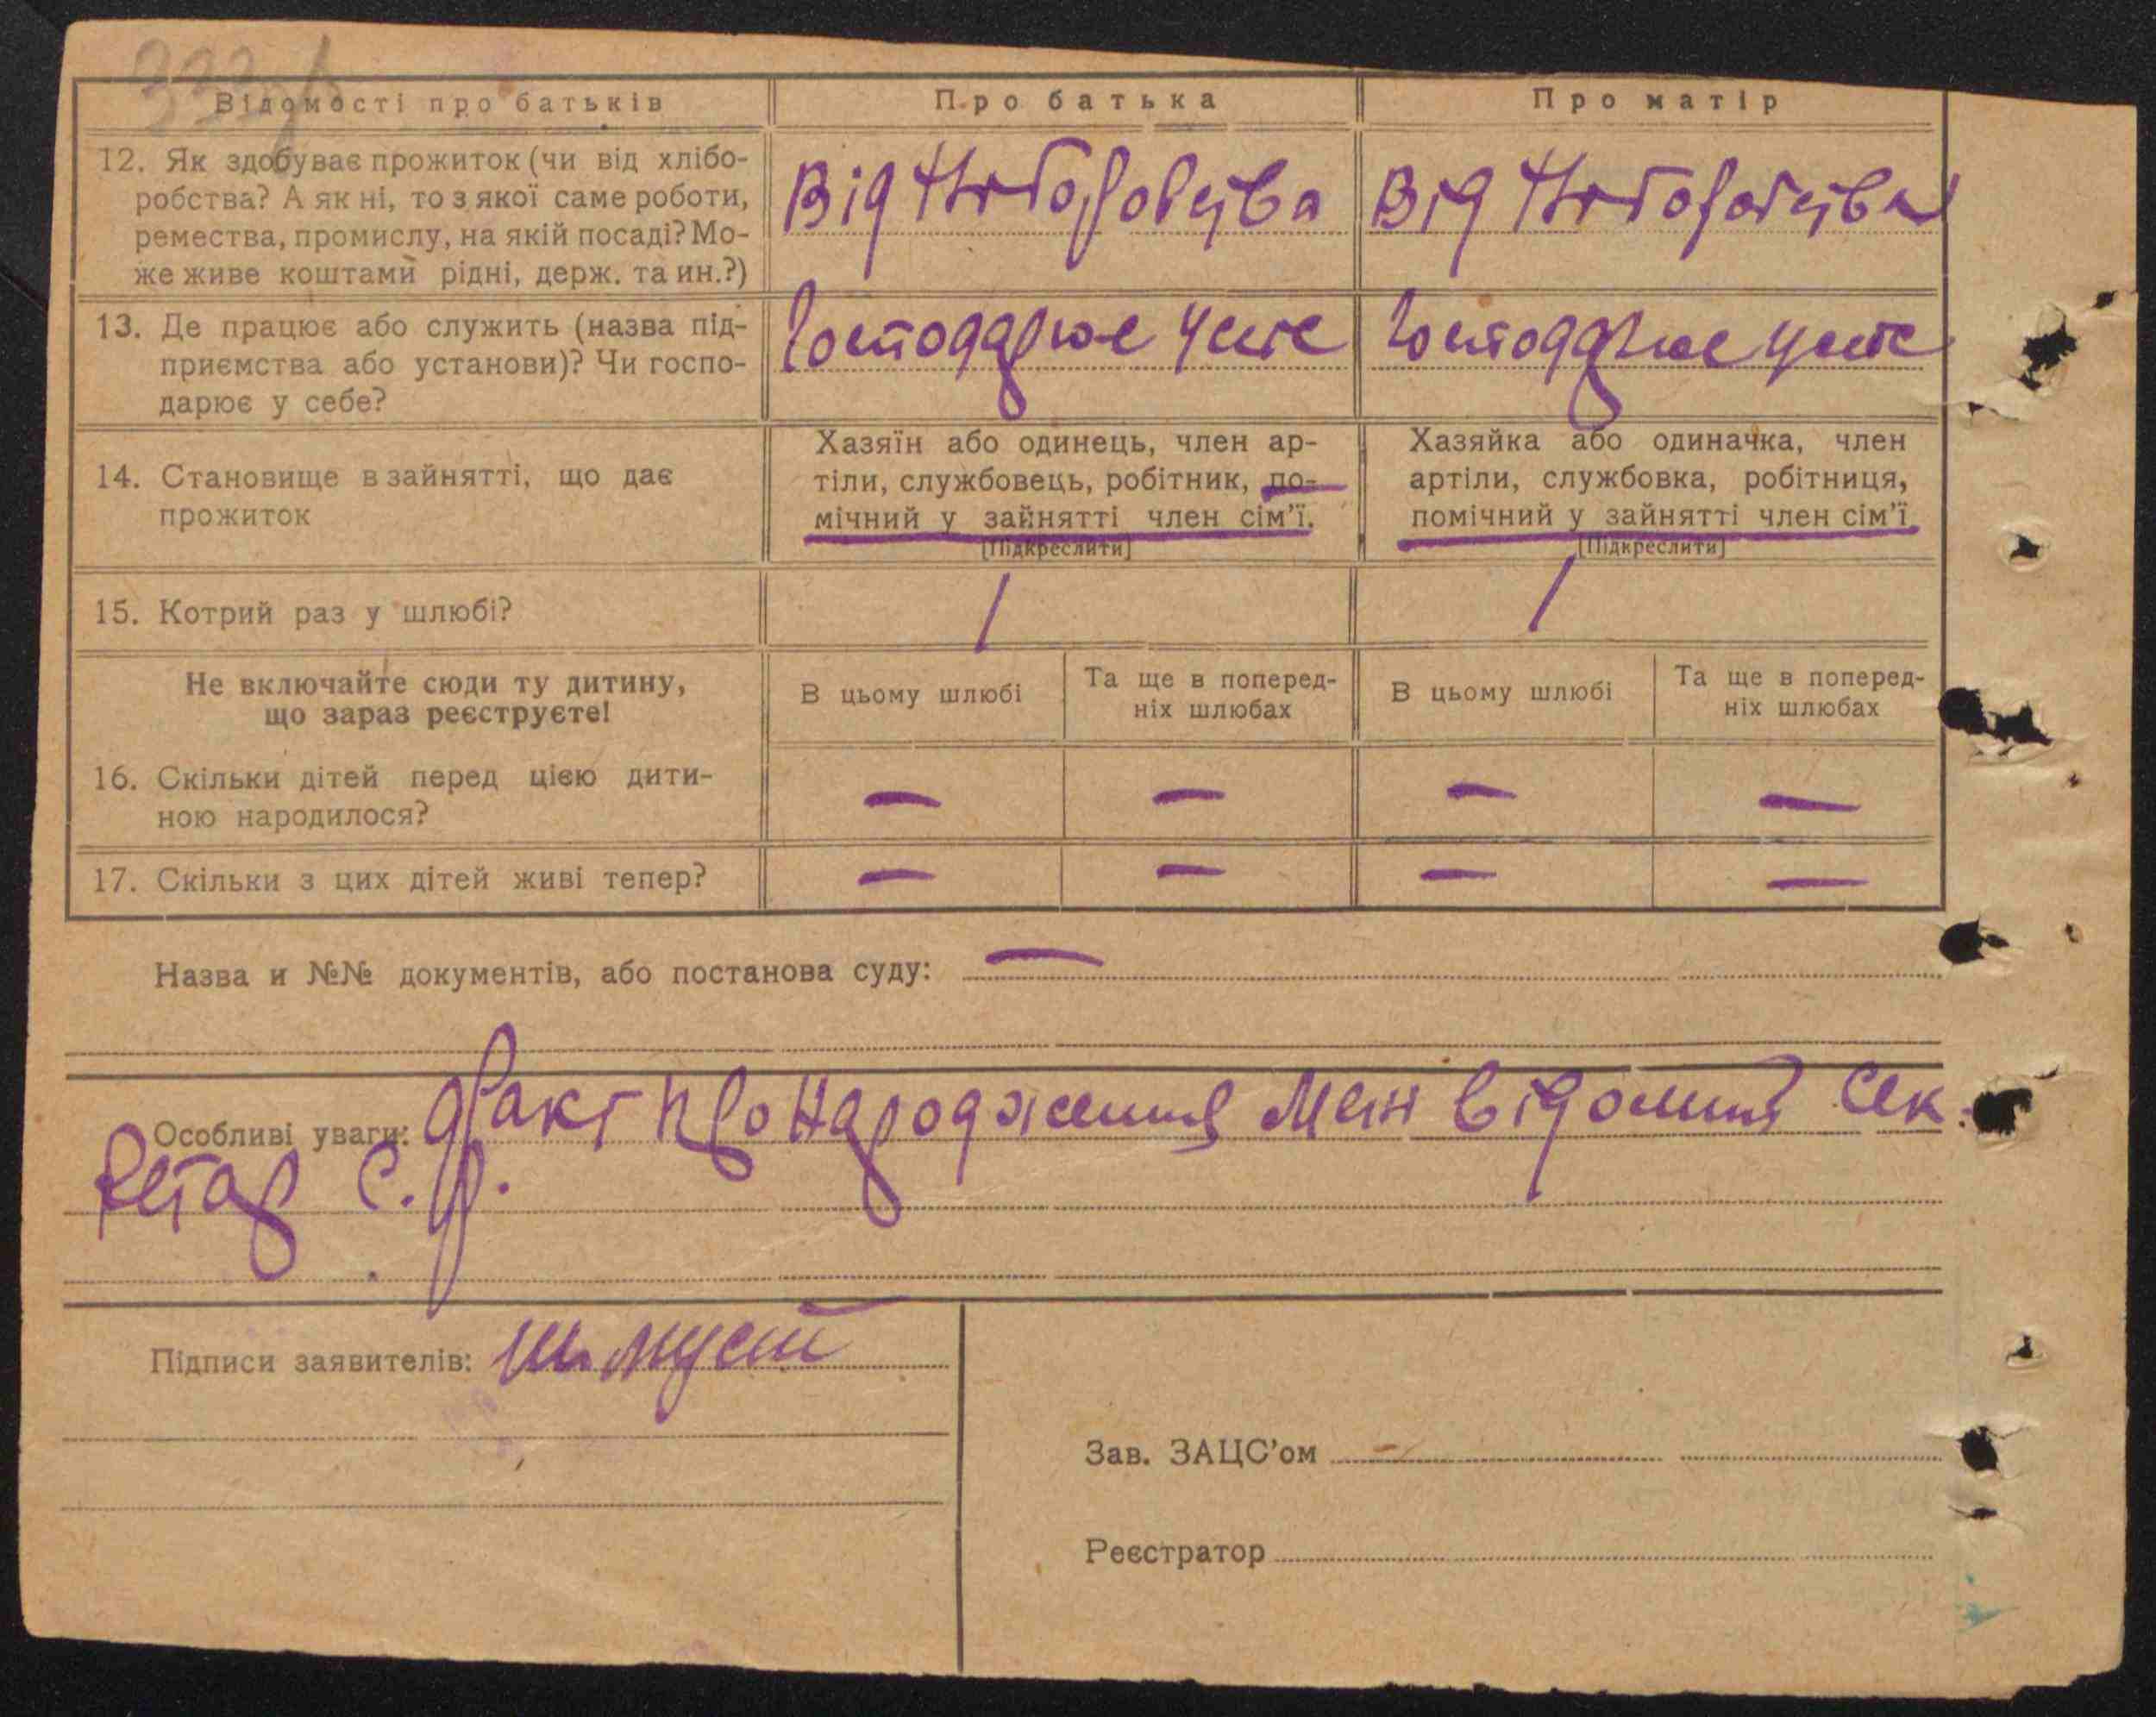 Відомості про батьків
Про батька
Про матір
12. Як здобуває прожиток (чи від хлібо-
робства? А як ні, то з якої саме роботи,
ремества, промислу, на якій посаді? Мо-
же живе коштами рідні, держ. та ин.?)
Від хліборобства
Від хліборобства
13. Де працює або служить (назва під-
приємства або установи)? Чи госпо-
дарює у себе?
Господарює у себе
Господарює у себе
14. Становище в зайнятті, що дає
прожиток
Хазяїн або одинець, член ар-
тіли, службовець, робітник, по-
мічний у зайнятті член сім'ї.
[Підкреслити]
Хазяйка або одиначка, член
артіли, службовка, робітниця,
помічний у зайнятті член сім'ї
[Підкреслити]
15. Котрий раз у шлюбі?
1
1
Не включайте сюди ту дитину,
що зараз реєструєте!
В цьому шлюбі
Та ще в поперед-
ніх шлюбах
В цьому шлюбі
Та ще в поперед-
ніх шлюбах
16. Скільки дітей перед цією дити-
ною народилося?
— — — —
17. Скільки з цих дітей живі тепер?
— — — —
Назва и №№ документів, або постанова суду: —
Особливі уваги: Факт про народження мені відомий Сек.
ретар С.р.
Підписи заявителів:
Зав. ЗАЦС'ом
Реєстратор